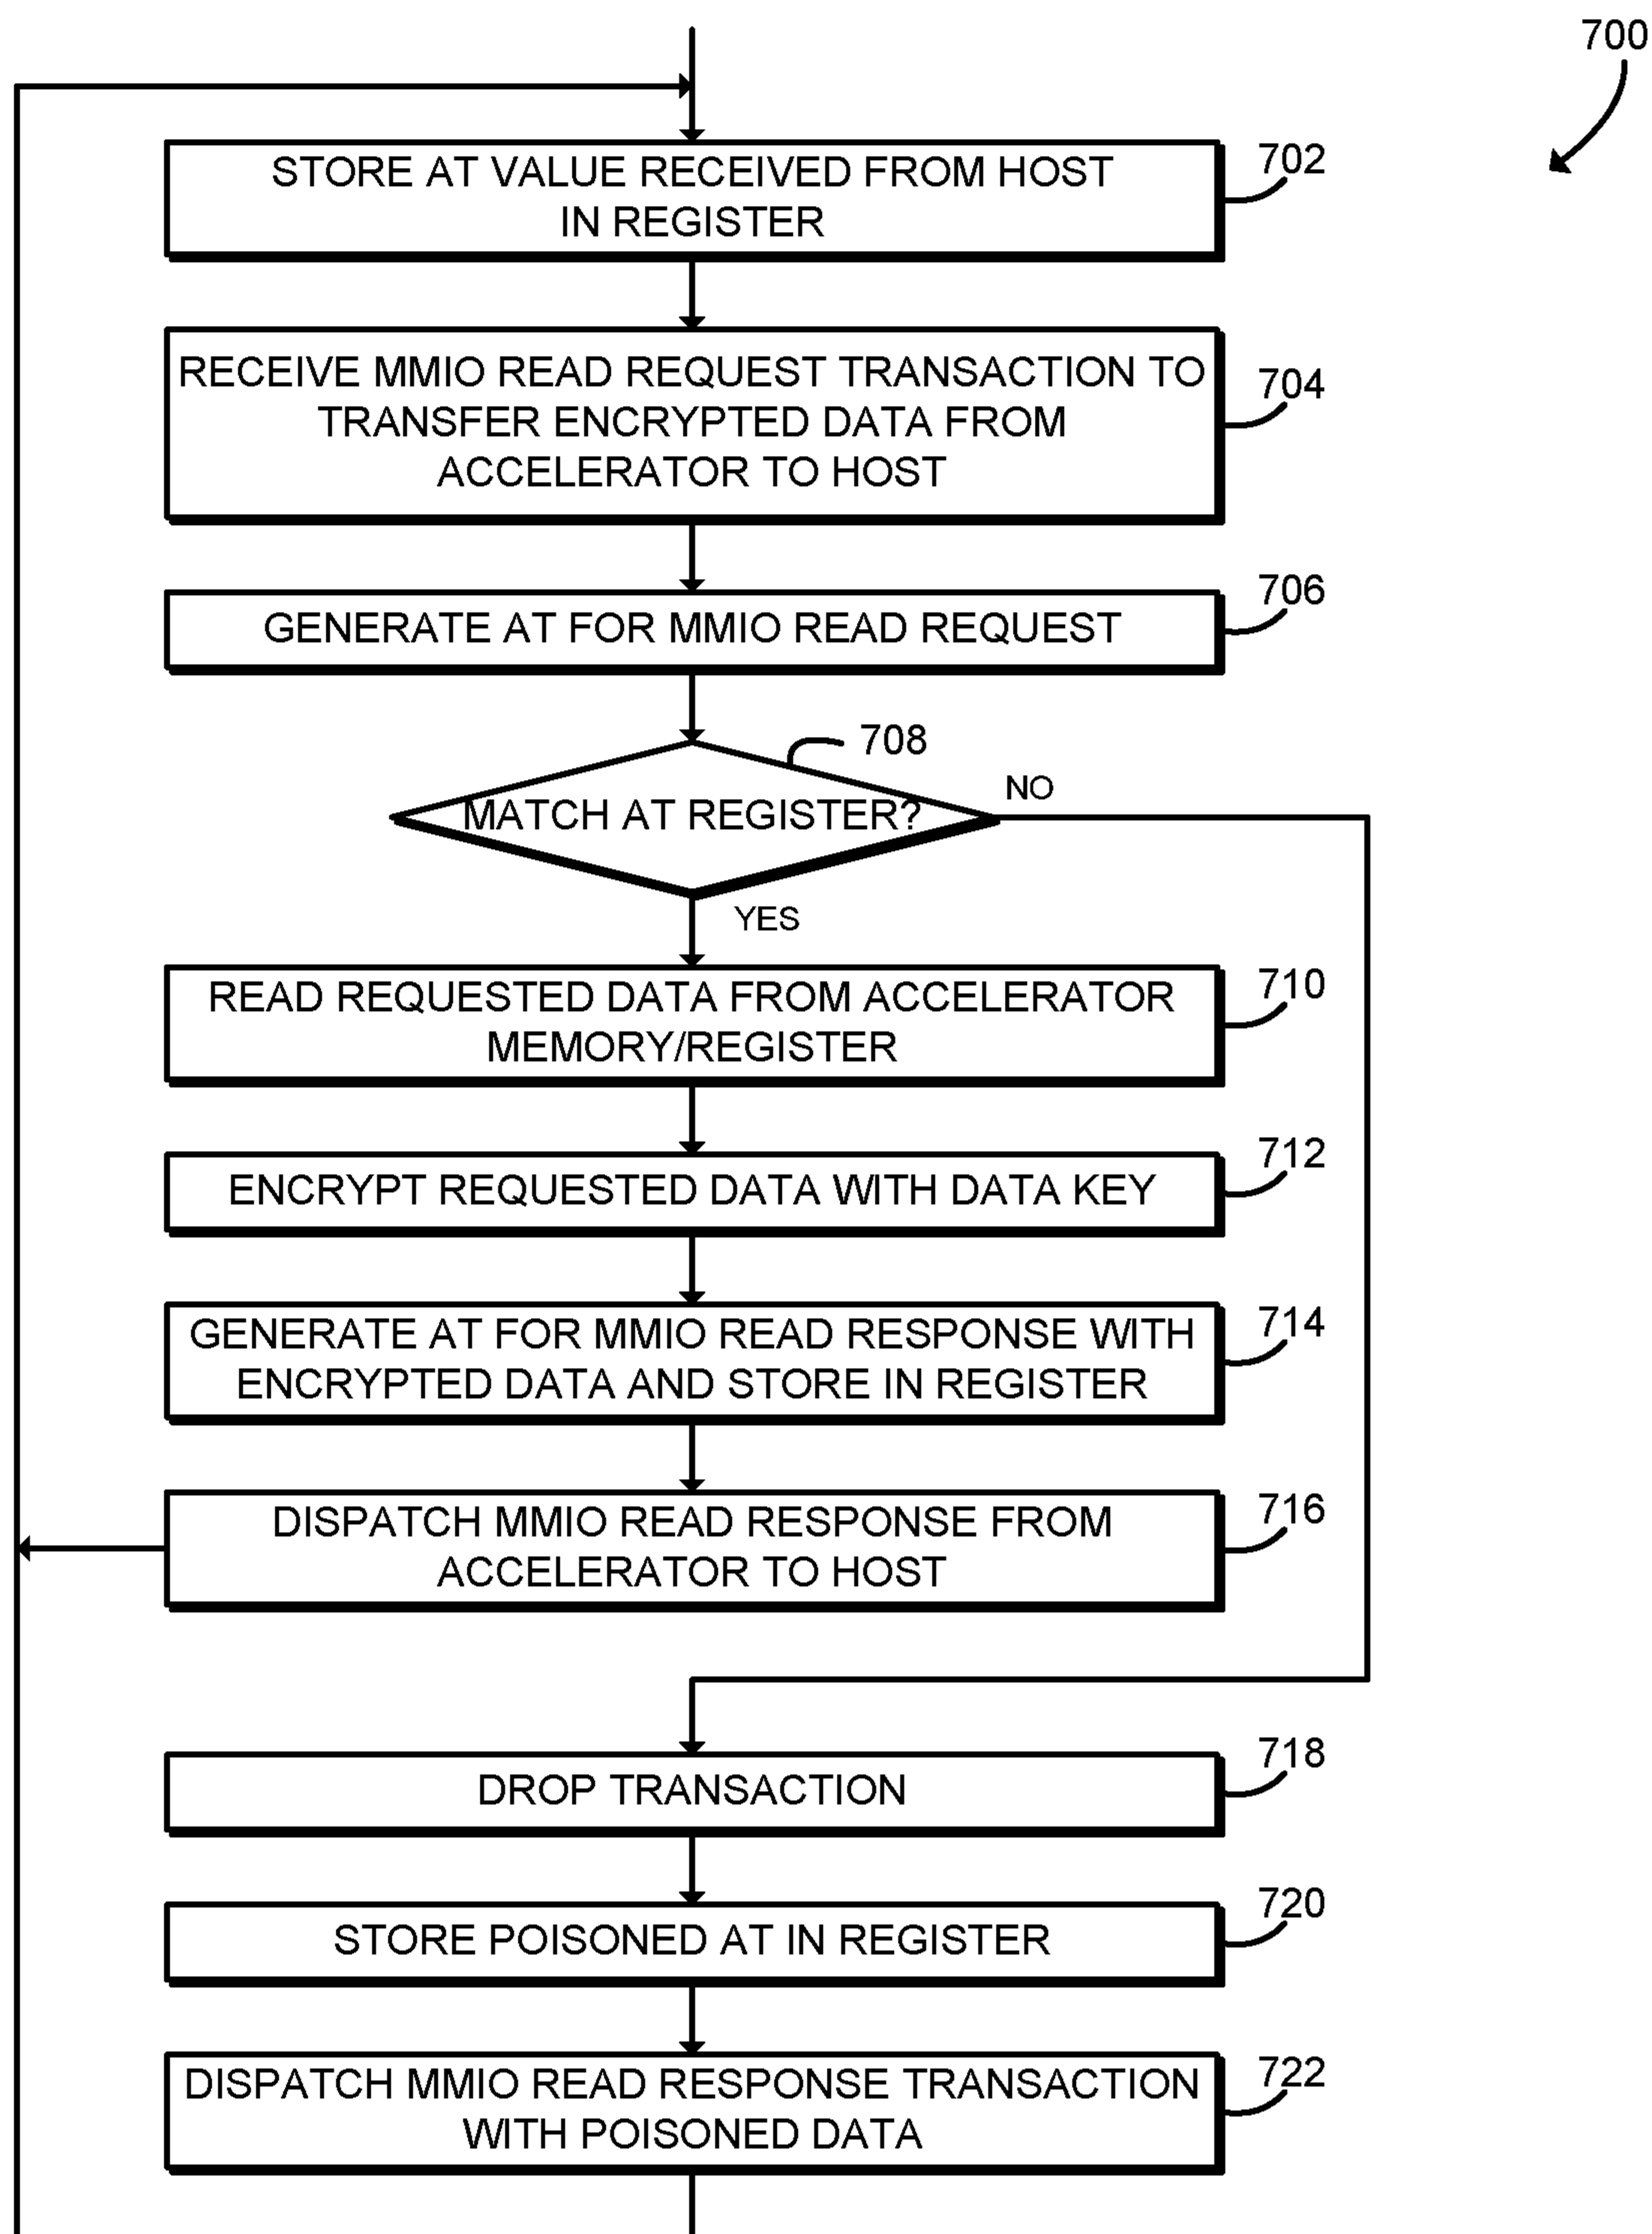 700
STORE AT VALUE RECEIVED FROM HOST
IN REGISTER
702
RECEIVE MMIO READ REQUEST TRANSACTION TO
TRANSFER ENCRYPTED DATA FROM
ACCELERATOR TO HOST
704
GENERATE AT FOR MMIO READ REQUEST
706
708
MATCH AT REGISTER?
NO
YES
READ REQUESTED DATA FROM ACCELERATOR
MEMORY/REGISTER
710
ENCRYPT REQUESTED DATA WITH DATA KEY
712
GENERATE AT FOR MMIO READ RESPONSE WITH
ENCRYPTED DATA AND STORE IN REGISTER
714
DISPATCH MMIO READ RESPONSE FROM
ACCELERATOR TO HOST
716
DROP TRANSACTION
718
STORE POISONED AT IN REGISTER
720
DISPATCH MMIO READ RESPONSE TRANSACTION
WITH POISONED DATA
722